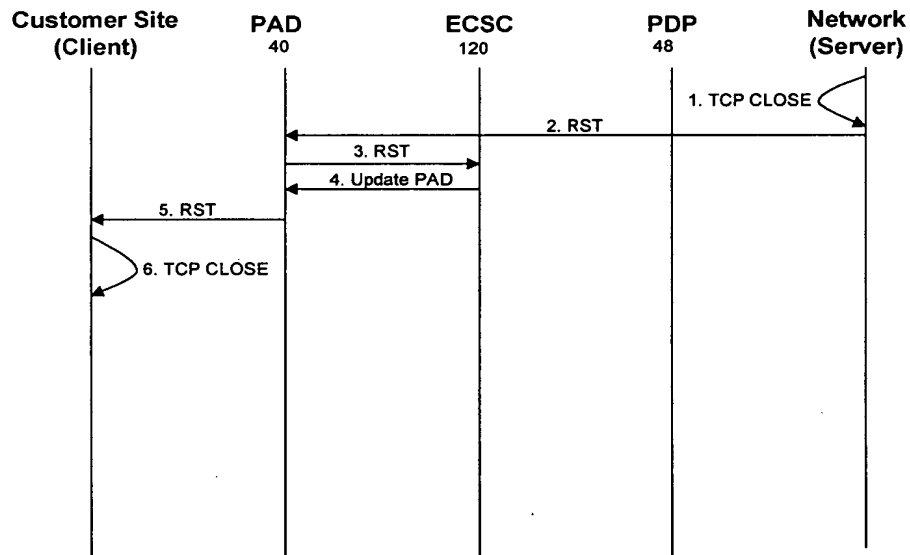 Customer Site
(Client)
PAD
40
ECSC
120
PDP
48
Network
(Server)
1. TCP CLOSE
2. RST
3. RST
4. Update PAD
5. RST
6. TCP CLOSE